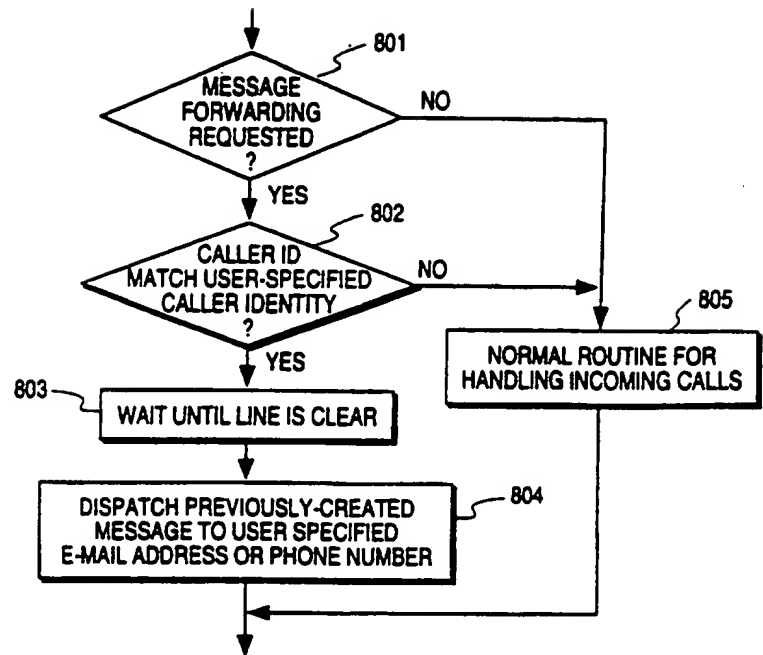 801
MESSAGE
FORWARDING
REQUESTED
?
NO
YES
802
CALLER ID
MATCH USER-SPECIFIED
CALLER IDENTITY
?
NO
YES
805
NORMAL ROUTINE FOR
HANDLING INCOMING CALLS
803
WAIT UNTIL LINE IS CLEAR
804
DISPATCH PREVIOUSLY-CREATED
MESSAGE TO USER SPECIFIED
E-MAIL ADDRESS OR PHONE NUMBER